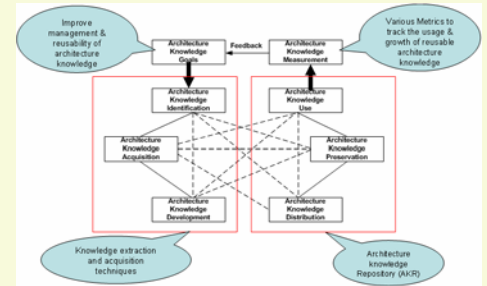 Improve
management &
reusability of
architecture
knowledge
Architecture
Knowledge
Goals
Feedback
Architecture
Knowledge
Measurement
Various Metrics to
track the usage &
growth of reusable
architecture
knowledge
Architecture
Knowledge
Identification
Architecture
Knowledge
Use
Architecture
Knowledge
Acquisition
Architecture
Knowledge
Preservation
Architecture
Knowledge
Development
Architecture
Knowledge
Distribution
Knowledge extraction
and acquisition
techniques
Architecture
knowledge
Repository (AKR)